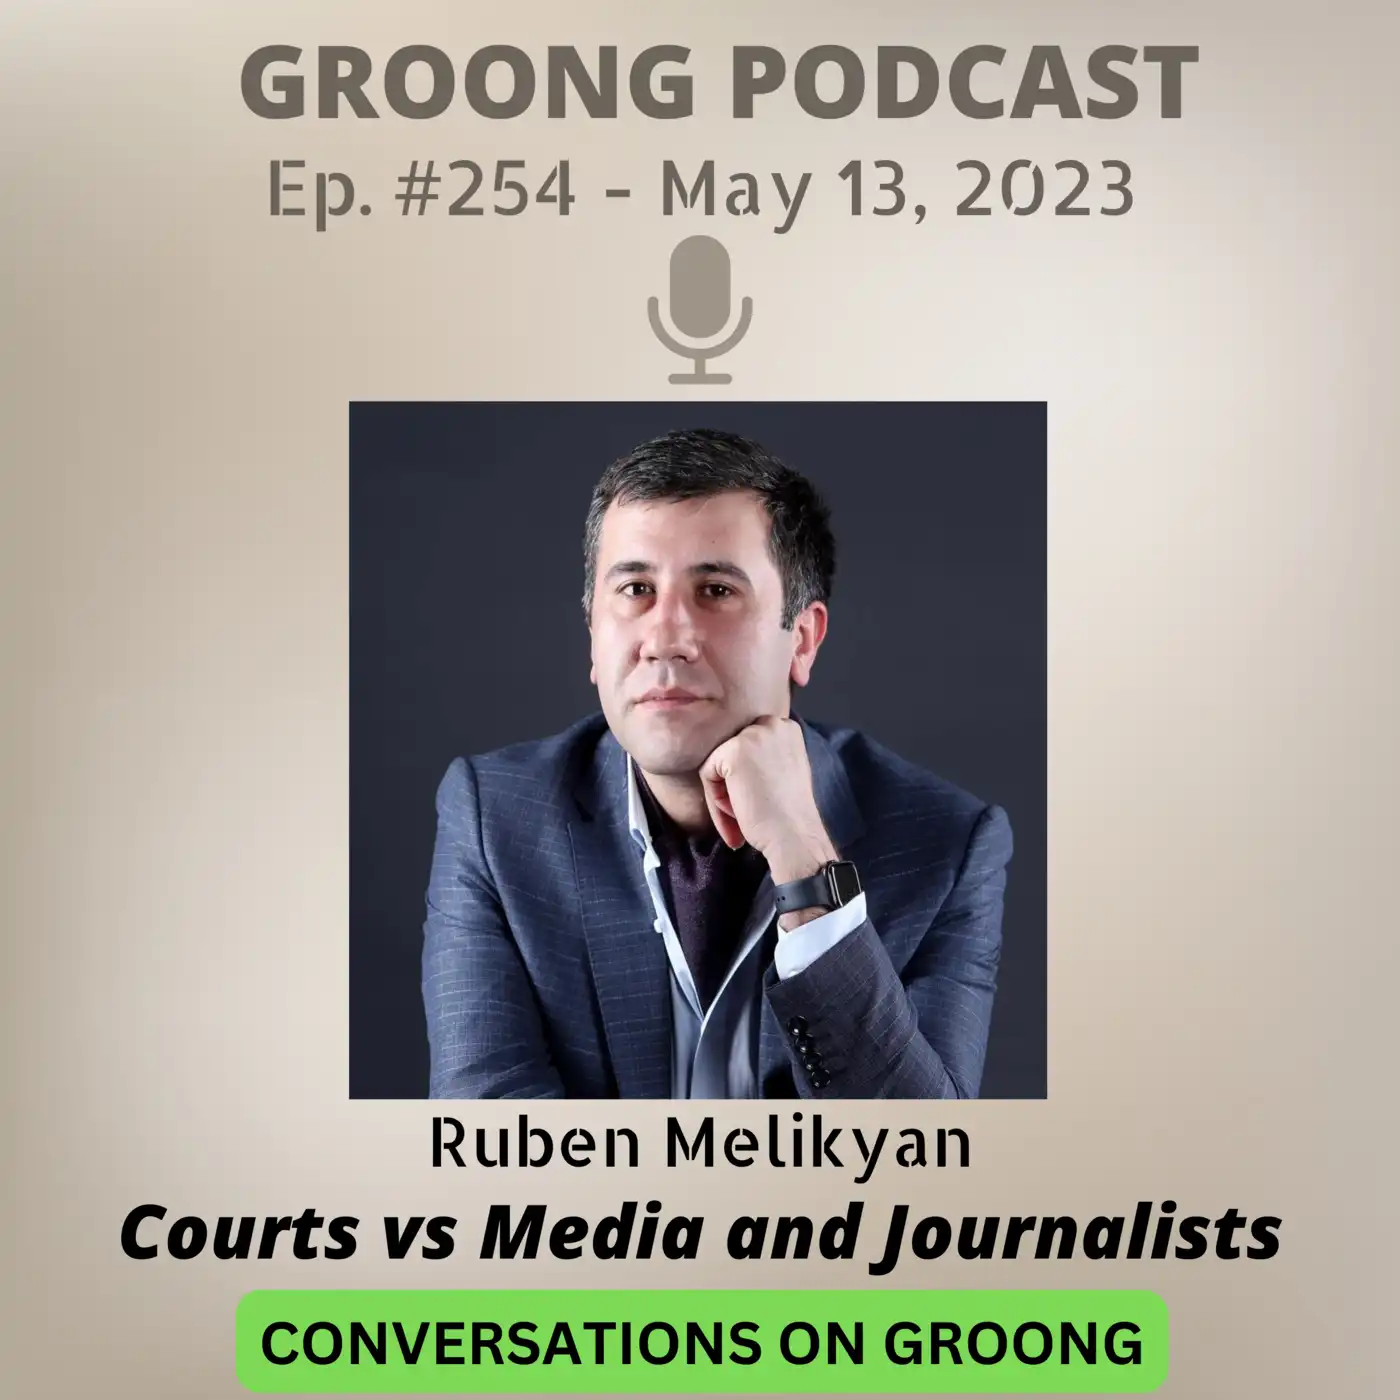 GROONG PODCAST
Ep. #254 - May 13, 2023
Ruben Melikyan
Courts vs Media and Journalists
CONVERSATIONS ON GROONG